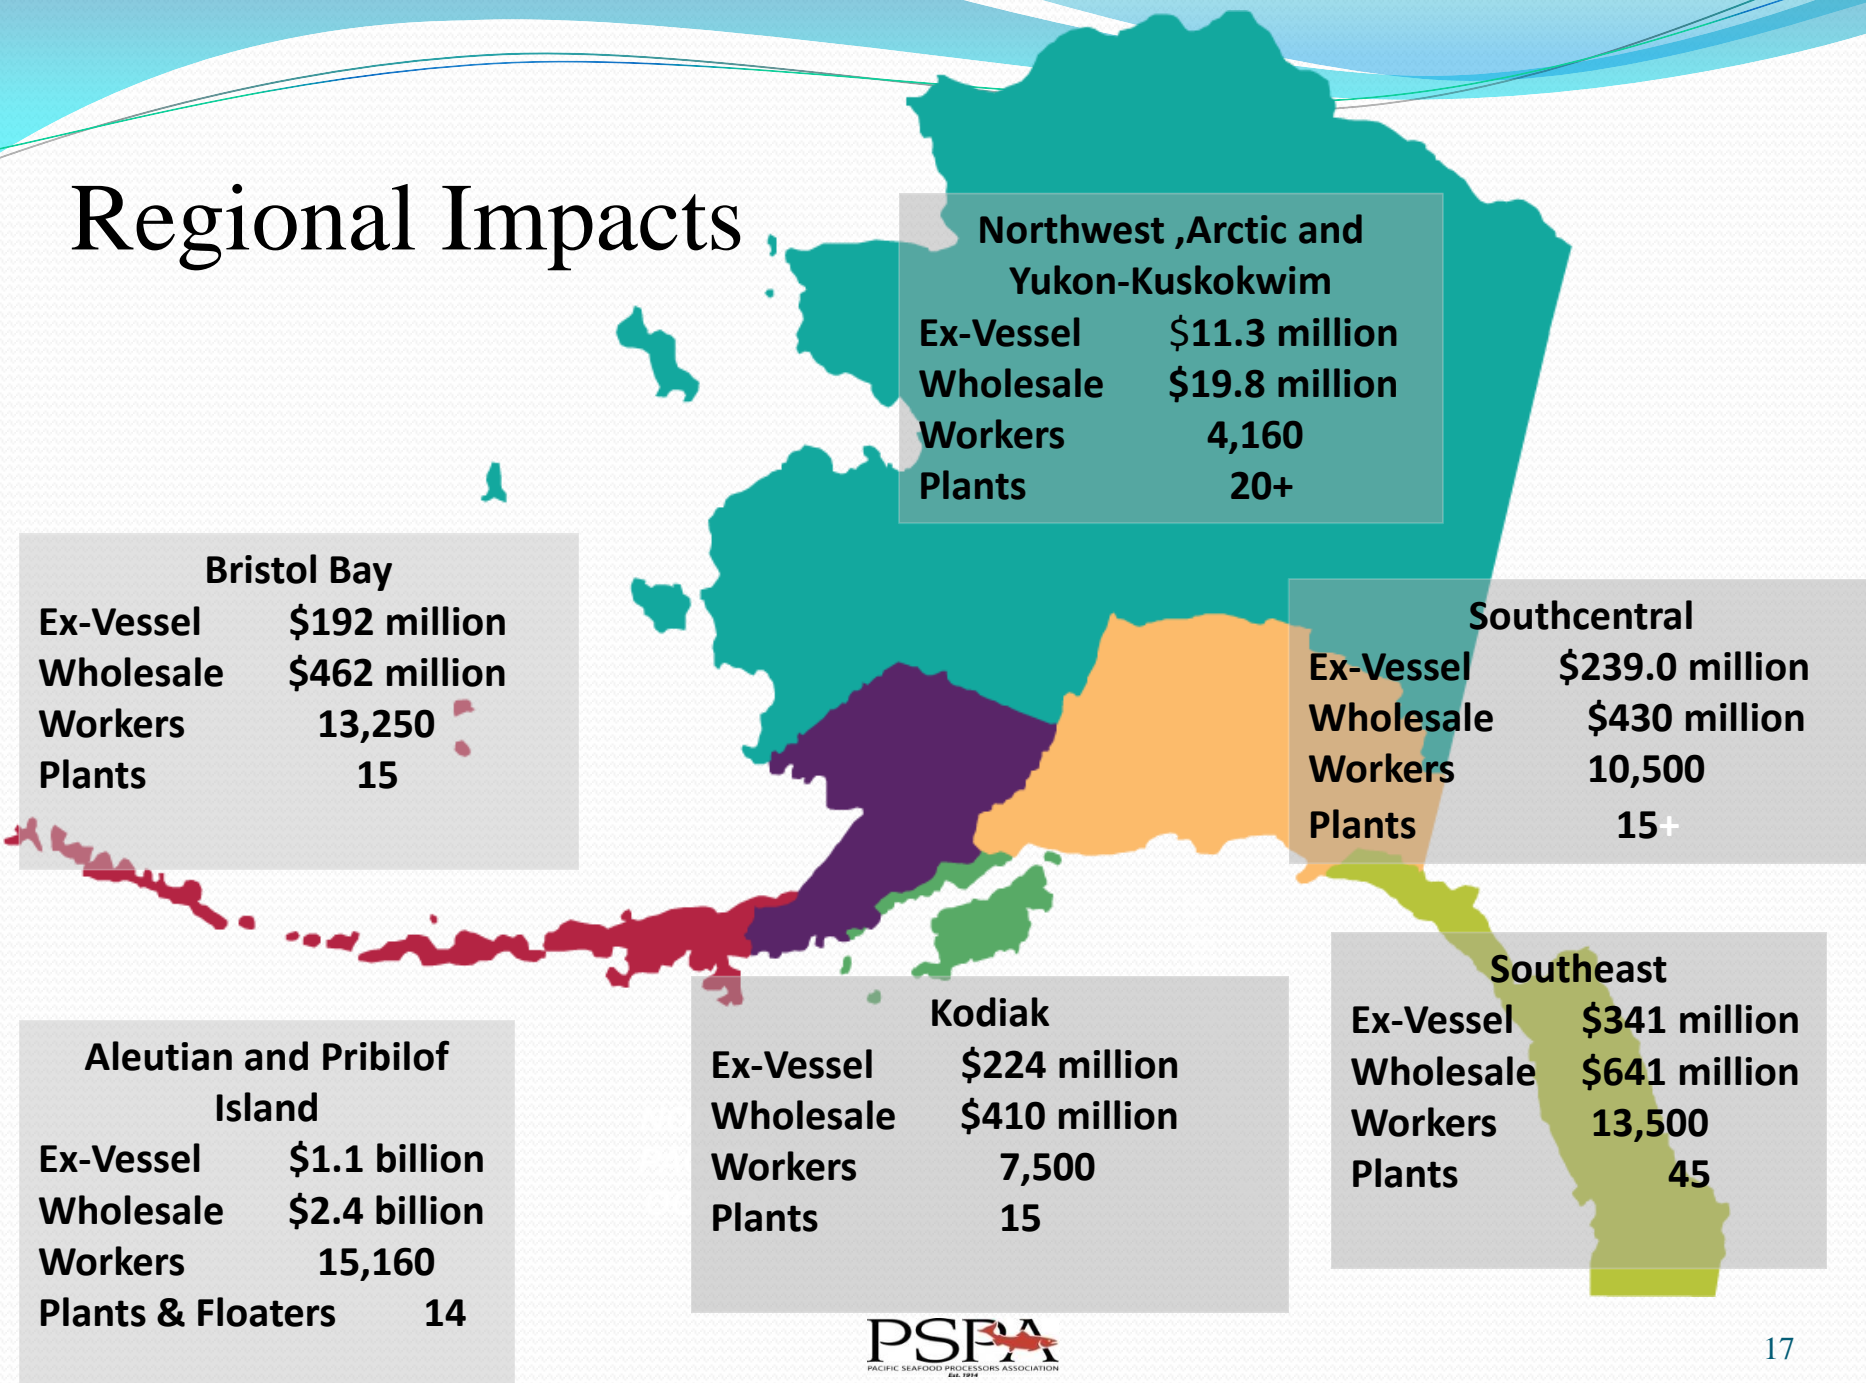 Regional Impacts
Northwest ,Arctic and
Yukon-Kuskokwim
Ex-Vessel $11.3 million
Wholesale $19.8 million
Workers 4,160
Plants 20+
Bristol Bay
Ex-Vessel $192 million
Wholesale $462 million
Workers 13,250
Plants 15
Southcentral
Ex-Vessel $239.0 million
Wholesale $430 million
Workers 10,500
Plants 15+
Southeast
Ex-Vessel $341 million
Wholesale $641 million
Workers 13,500
Plants 45
Kodiak
Ex-Vessel $224 million
Wholesale $410 million
Workers 7,500
Plants 15
Aleutian and Pribilof
Island
Ex-Vessel $1.1 billion
Wholesale $2.4 billion
Workers 15,160
Plants & Floaters 14
PSPA
PACIFIC SEAFOOD PROCESSORS ASSOCIATION
Est. 1914
17